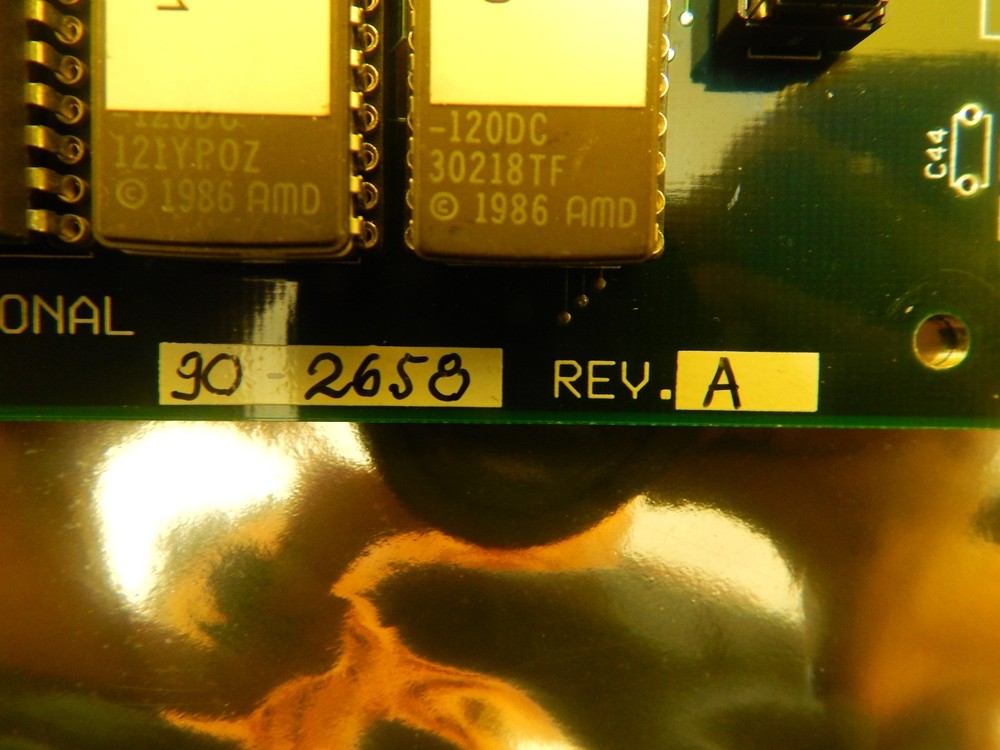 -120DC
121YPOZ
© 1986 AMD
-120DC
30218TF
© 1986 AMD
C44
ONAL
90 - 2658
REV. A